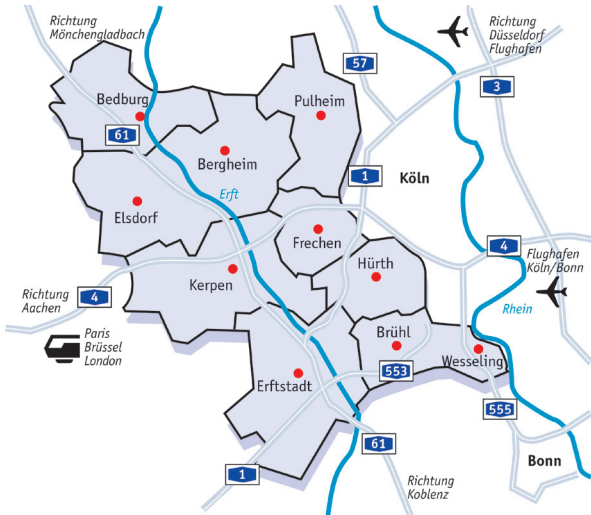 Richtung
Mönchengladbach
Richtung
Düsseldorf
Flughafen
57
3
Bedburg
Pulheim
61
Bergheim
1
Köln
Erft
Elsdorf
Frechen
4
Flughafen
Köln/Bonn
Hürth
Kerpen
Richtung
Aachen
4
Rhein
Paris
Brüssel
London
Brühl
Wesseling
553
Erftstadt
555
61
Bonn
1
Richtung
Koblenz